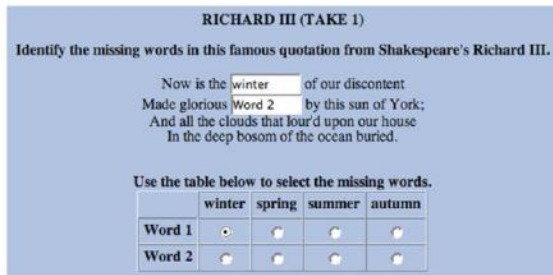 RICHARD III (TAKE 1)
Identify the missing words in this famous quotation from Shakespeare's Richard III.
Now is the winter of our discontent
Made glorious Word 2 by this sun of York;
And all the clouds that lour'd upon our house
In the deep bosom of the ocean buried.
Use the table below to select the missing words.
winter spring summer autumn
Word 1
Word 2